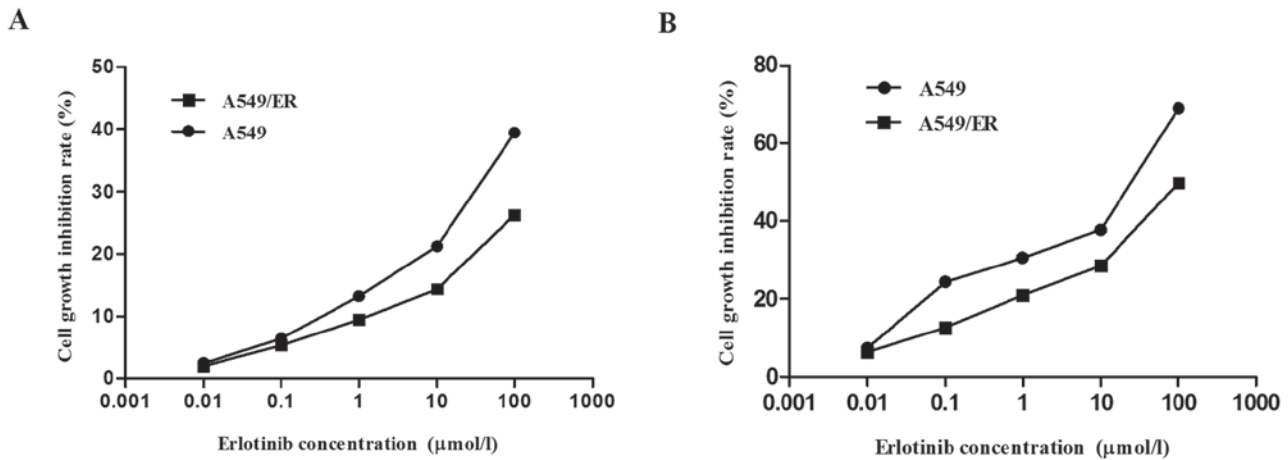 A
Cell growth inhibition rate (%)
50
40
30
20
10
0
A549/ER
A549
0.001 0.01 0.1 1 10 100 1000
Erlotinib concentration (μmol/l)
B
Cell growth inhibition rate (%)
80
60
40
20
0
A549
A549/ER
0.001 0.01 0.1 1 10 100 1000
Erlotinib concentration (μmol/l)